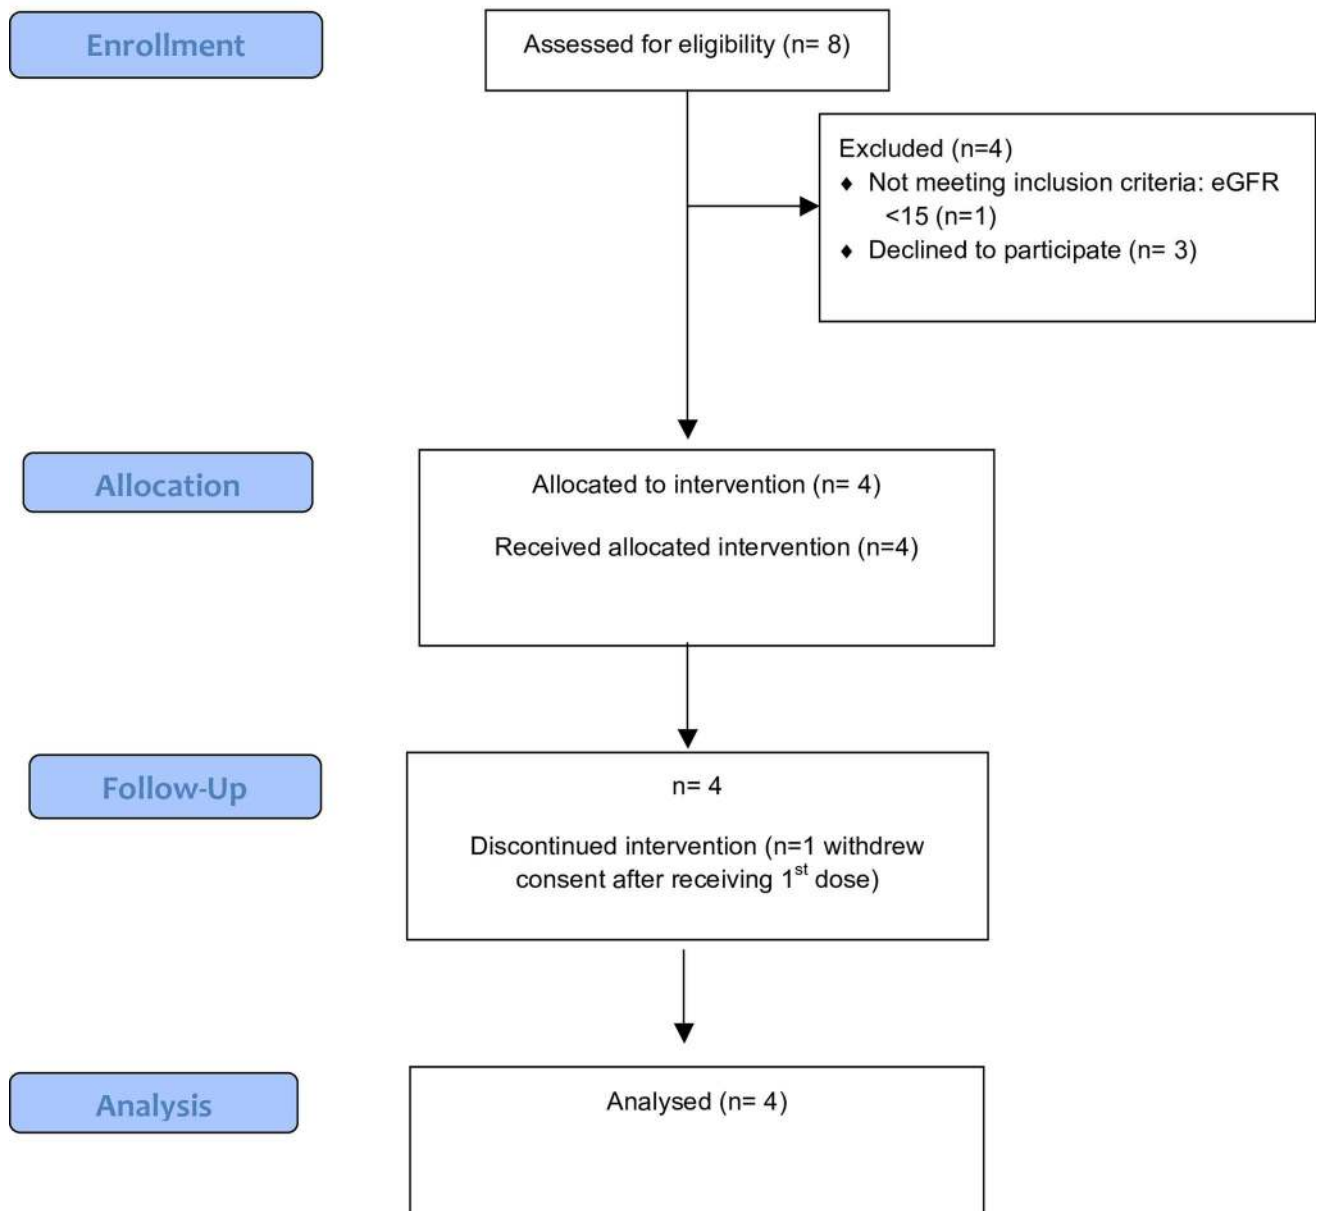 Enrollment
Assessed for eligibility (n= 8)
Excluded (n=4)
♦ Not meeting inclusion criteria: eGFR
<15 (n=1)
♦ Declined to participate (n= 3)
Allocation
Allocated to intervention (n= 4)
Received allocated intervention (n=4)
Follow-Up
n= 4
Discontinued intervention (n=1 withdrew
consent after receiving 1st dose)
Analysis
Analysed (n= 4)